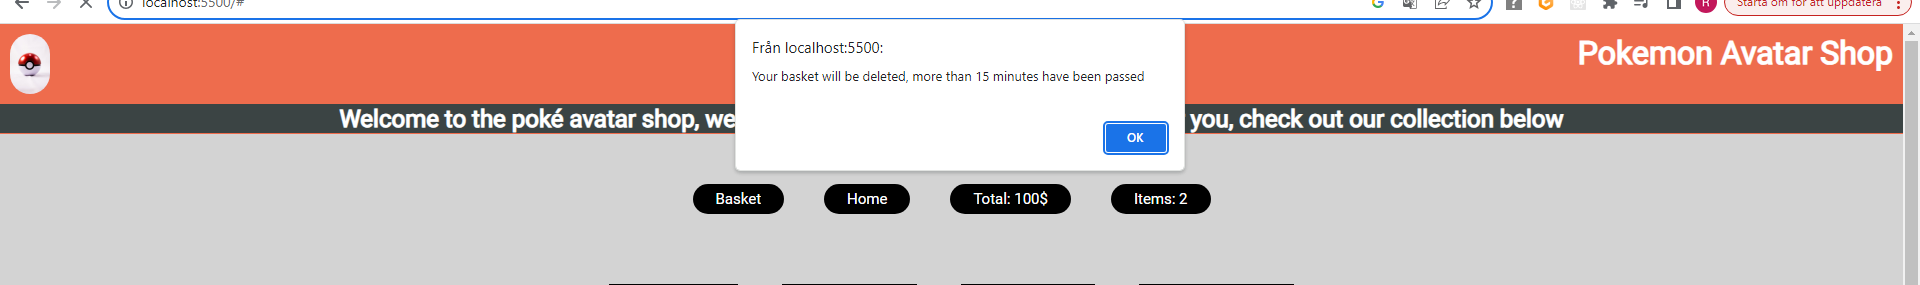 localhost:5500/#
Starta om för att uppdatera
R
Från localhost:5500:
Your basket will be deleted, more than 15 minutes have been passed
OK
Pokemon Avatar Shop
Welcome to the poké avatar shop, we
you, check out our collection below
Basket
Home
Total: 100$
Items: 2